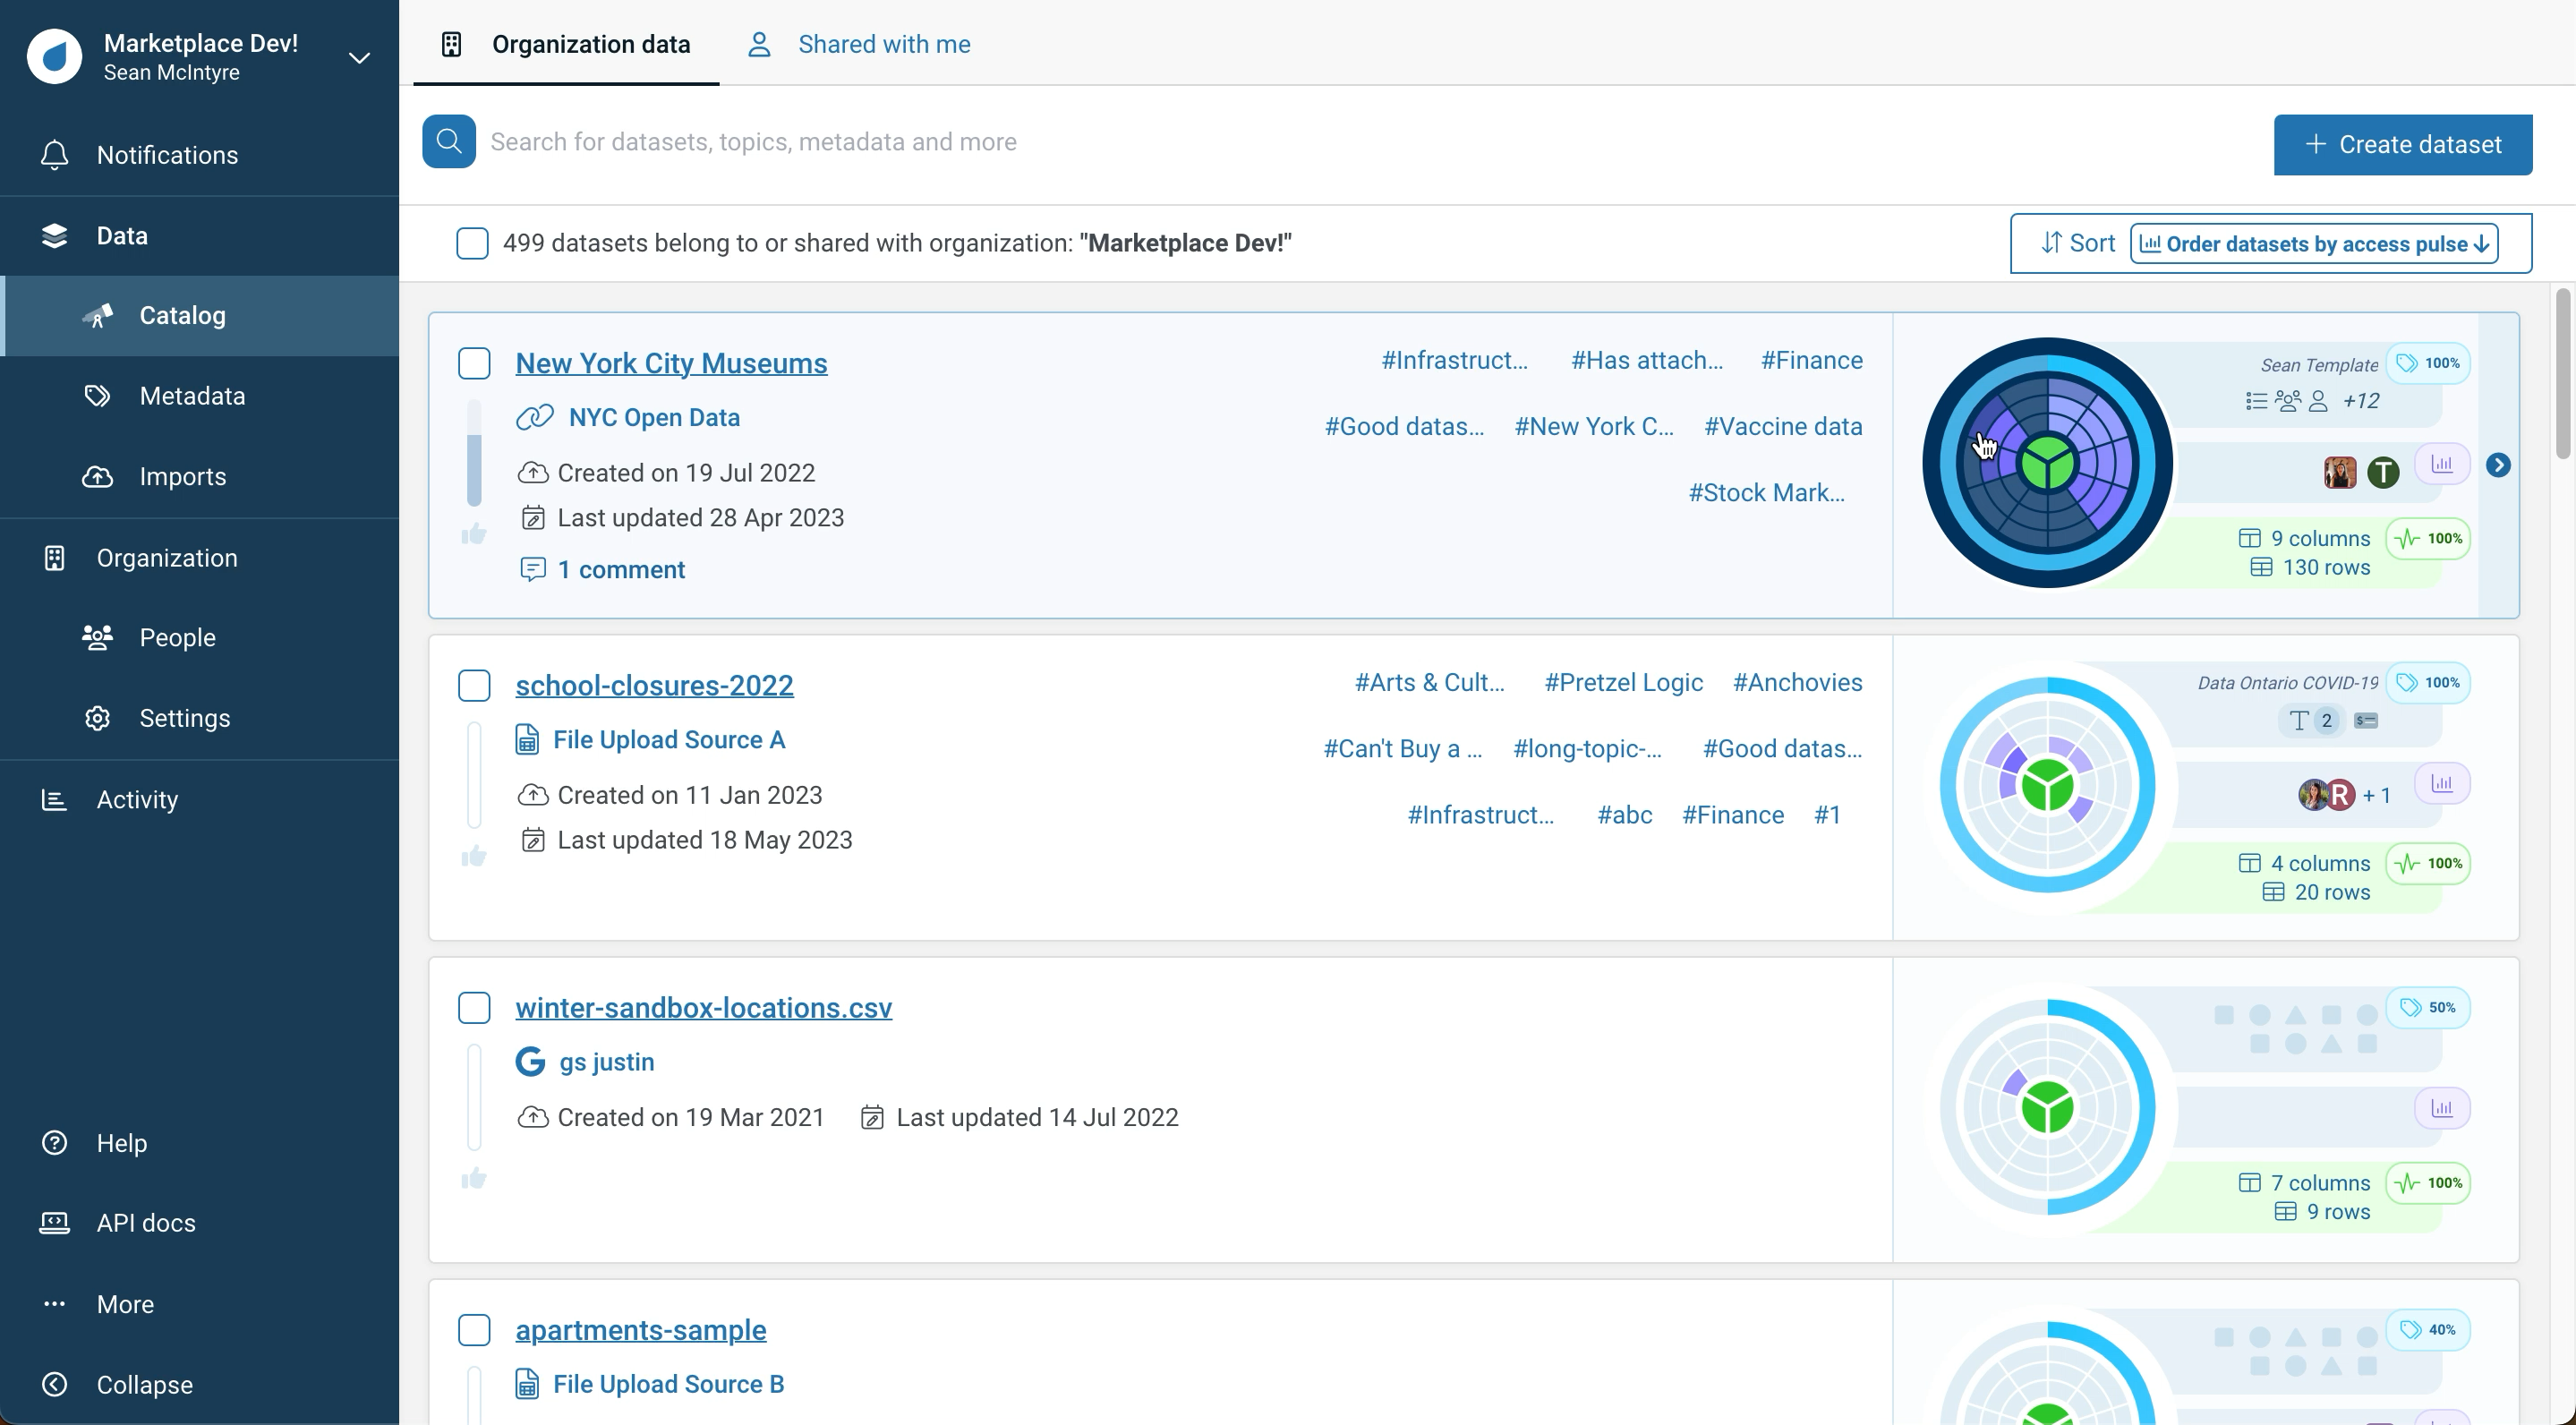 Marketplace Dev!
Sean McIntyre
Notifications
Data
Catalog
Metadata
Imports
Organization
People
Settings
Activity
Help
API docs
More
Collapse
Organization data
Shared with me
Search for datasets, topics, metadata and more
Create dataset
499 datasets belong to or shared with organization: "Marketplace Dev!"
Sort Order datasets by access pulse
New York City Museums
NYC Open Data
Created on 19 Jul 2022
Last updated 28 Apr 2023
1 comment
#Infrastruct... #Has attach... #Finance
#Good datas... #New York C... #Vaccine data
#Stock Mark...
Sean Template 100%
+12
T
9 columns 100%
130 rows
school-closures-2022
File Upload Source A
Created on 11 Jan 2023
Last updated 18 May 2023
#Arts & Cult... #Pretzel Logic #Anchovies
#Can't Buy a ... #long-topic-... #Good datas...
#Infrastruct... #abc #Finance #1
Data Ontario COVID-19 100%
T 2
R + 1
4 columns 100%
20 rows
winter-sandbox-locations.csv
G gs justin
Created on 19 Mar 2021 Last updated 14 Jul 2022
50%
7 columns 100%
9 rows
apartments-sample
File Upload Source B
40%